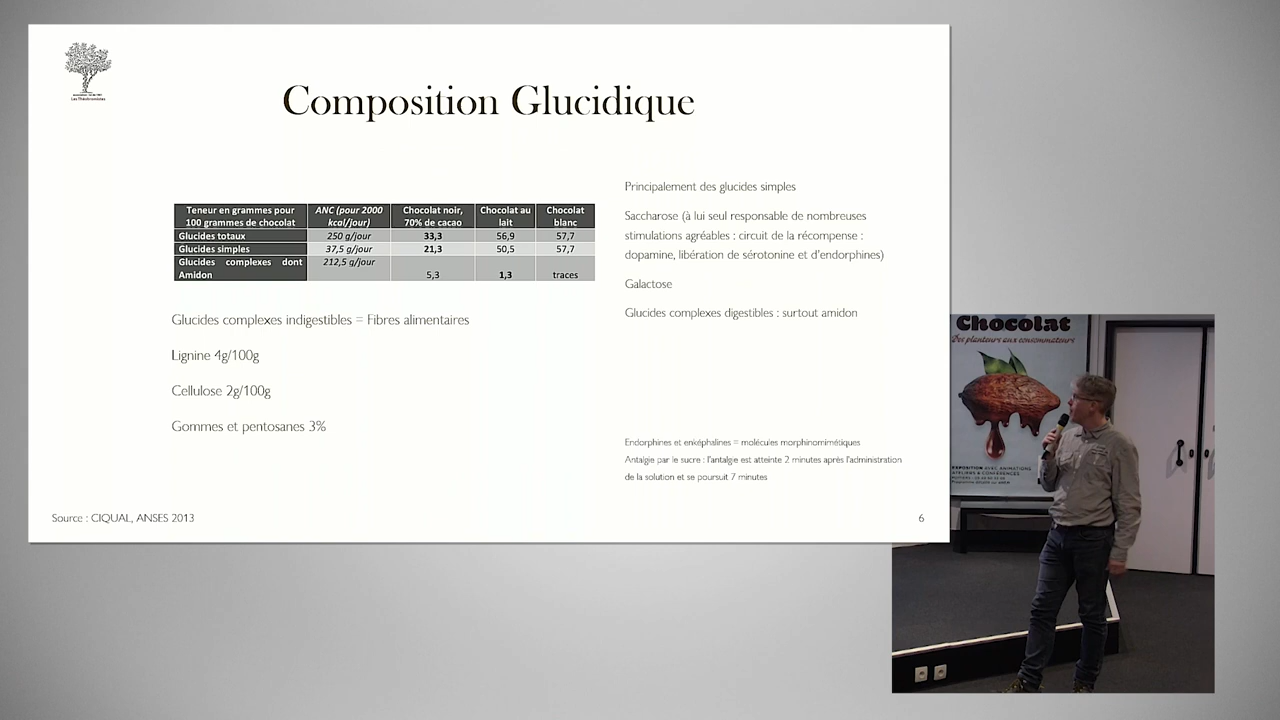 Les Théobromistes
Composition Glucidique
Teneur en grammes pour 100 grammes de chocolat | ANC (pour 2000 kcal/jour) | Chocolat noir, 70% de cacao | Chocolat au lait | Chocolat blanc
Glucides totaux | 250 g/jour | 33,3 | 56,9 | 57,7
Glucides simples | 37,5 g/jour | 21,3 | 50,5 | 57,7
Glucides complexes dont Amidon | 212,5 g/jour | 5,3 | 1,3 | traces
Glucides complexes indigestibles = Fibres alimentaires
Lignine 4g/100g
Cellulose 2g/100g
Gommes et pentosanes 3%
Principalement des glucides simples
Saccharose (à lui seul responsable de nombreuses
stimulations agréables : circuit de la récompense :
dopamine, libération de sérotonine et d'endorphines)
Galactose
Glucides complexes digestibles : surtout amidon
Endorphines et enképhalines = molécules morphinomimétiques
Antalgie par le sucre : l'antalgie est atteinte 2 minutes après l'administration
de la solution et se poursuit 7 minutes
Source : CIQUAL, ANSES 2013
6
Chocolat
Des planteurs aux consommateurs
EXPOSITION AVEC ANIMATIONS
ATELIERS & CONFÉRENCES